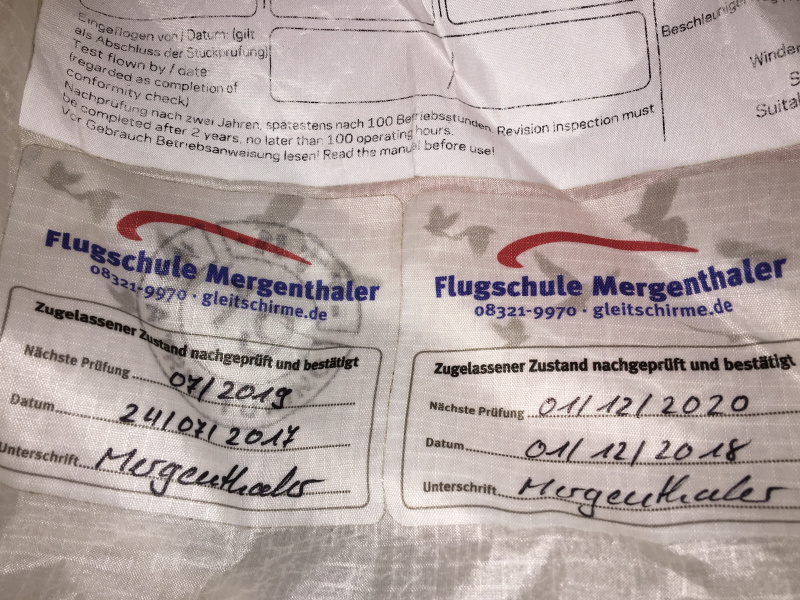 Eingeflogen von / Datum: (gilt
als Abschluss der Stückprüfung)
Test flown by / date:
(regarded as completion of
conformity check)
Nachprüfung nach zwei Jahren, spätestens nach 100 Betriebsstunden. Revision inspection must
be completed after 2 years, no later than 100 operating hours.
Vor Gebrauch Betriebsanweisung lesen! Read the manual before use!
Flugschule Mergenthaler
08321-9970 · gleitschirme.de
Zugelassener Zustand nachgeprüft und bestätigt
Nächste Prüfung 07/2019
Datum 24/07/2017
Unterschrift Mergenthaler
Flugschule Mergenthaler
08321-9970 · gleitschirme.de
Zugelassener Zustand nachgeprüft und bestätigt
Nächste Prüfung 01/12/2020
Datum 01/12/2018
Unterschrift Mergenthaler